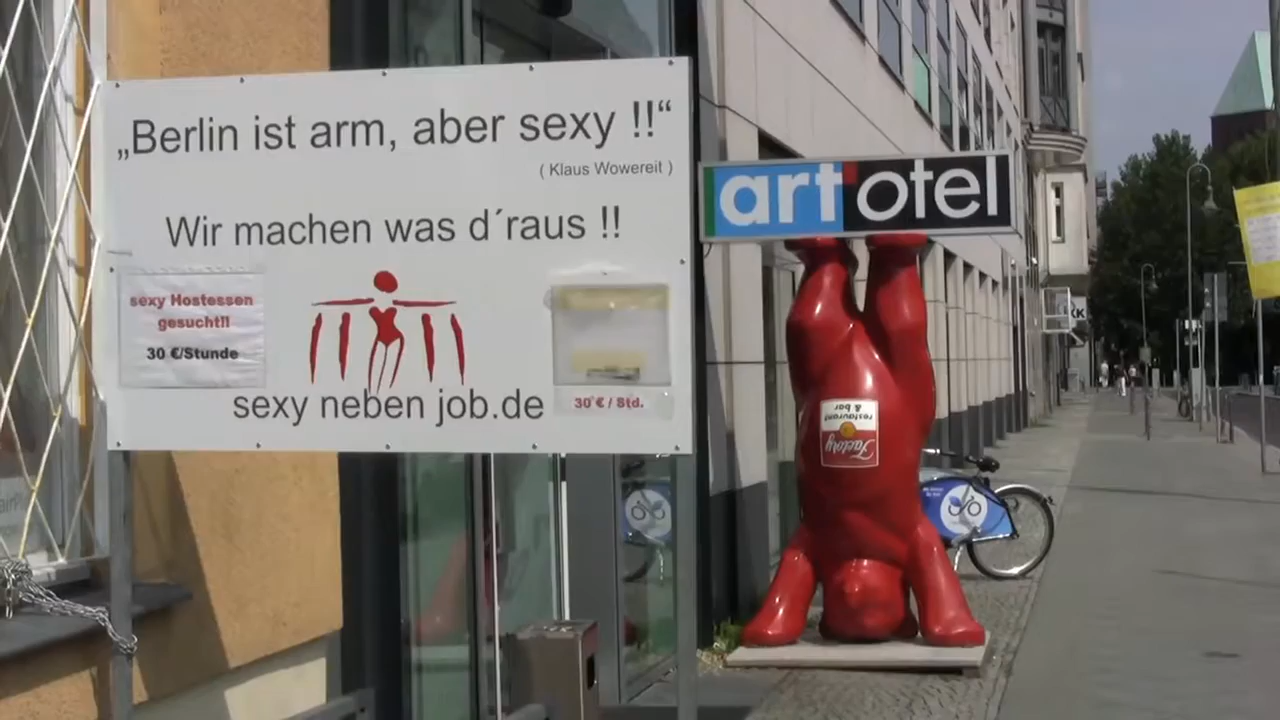 „Berlin ist arm, aber sexy !!“
( Klaus Wowereit )
Wir machen was d´raus !!
sexy Hostessen
gesucht!!
30 €/Stunde
sexy neben job.de
30 € / Std.
art'otel
Factory
restaurant
& bar